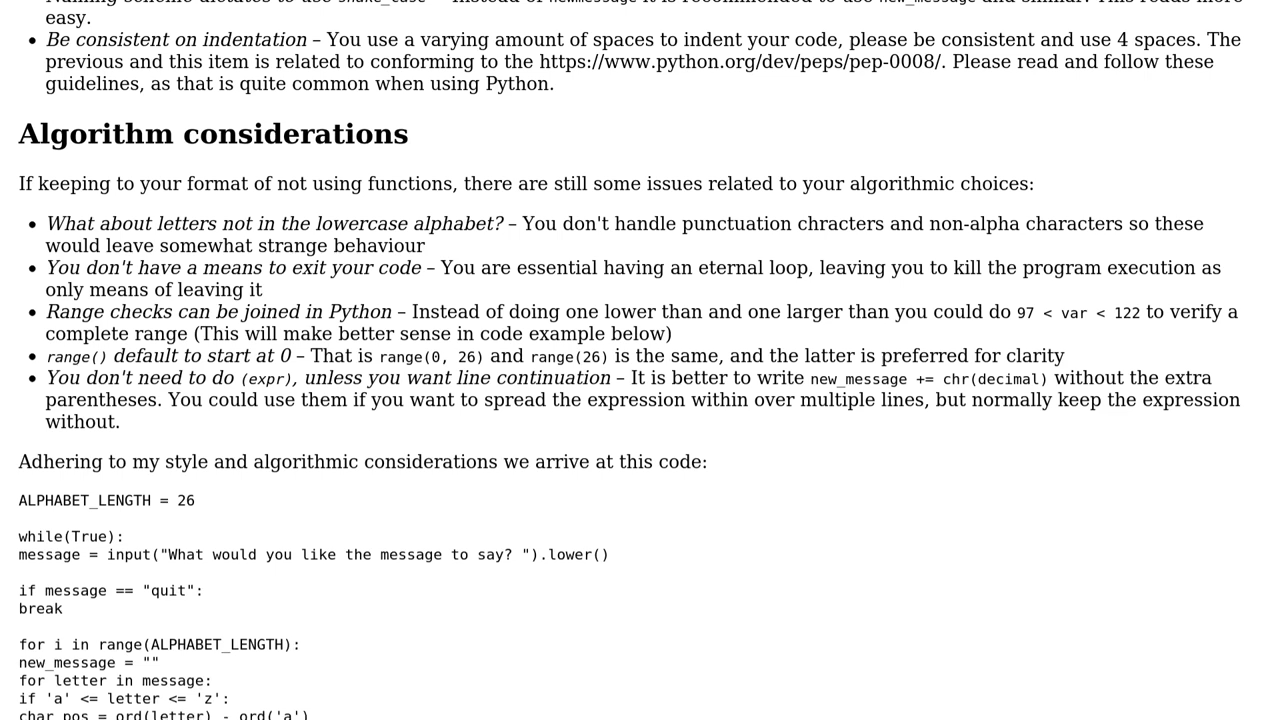 easy.
• Be consistent on indentation – You use a varying amount of spaces to indent your code, please be consistent and use 4 spaces. The
previous and this item is related to conforming to the https://www.python.org/dev/peps/pep-0008/. Please read and follow these
guidelines, as that is quite common when using Python.
Algorithm considerations
If keeping to your format of not using functions, there are still some issues related to your algorithmic choices:
• What about letters not in the lowercase alphabet? – You don't handle punctuation chracters and non-alpha characters so these
would leave somewhat strange behaviour
• You don't have a means to exit your code – You are essential having an eternal loop, leaving you to kill the program execution as
only means of leaving it
• Range checks can be joined in Python – Instead of doing one lower than and one larger than you could do 97 < var < 122 to verify a
complete range (This will make better sense in code example below)
• range() default to start at 0 – That is range(0, 26) and range(26) is the same, and the latter is preferred for clarity
• You don't need to do (expr), unless you want line continuation – It is better to write new_message += chr(decimal) without the extra
parentheses. You could use them if you want to spread the expression within over multiple lines, but normally keep the expression
without.
Adhering to my style and algorithmic considerations we arrive at this code:
ALPHABET_LENGTH = 26
while(True):
message = input("What would you like the message to say? ").lower()
if message == "quit":
break
for i in range(ALPHABET_LENGTH):
new_message = ""
for letter in message:
if 'a' <= letter <= 'z':
char_pos = ord(letter) - ord('a')